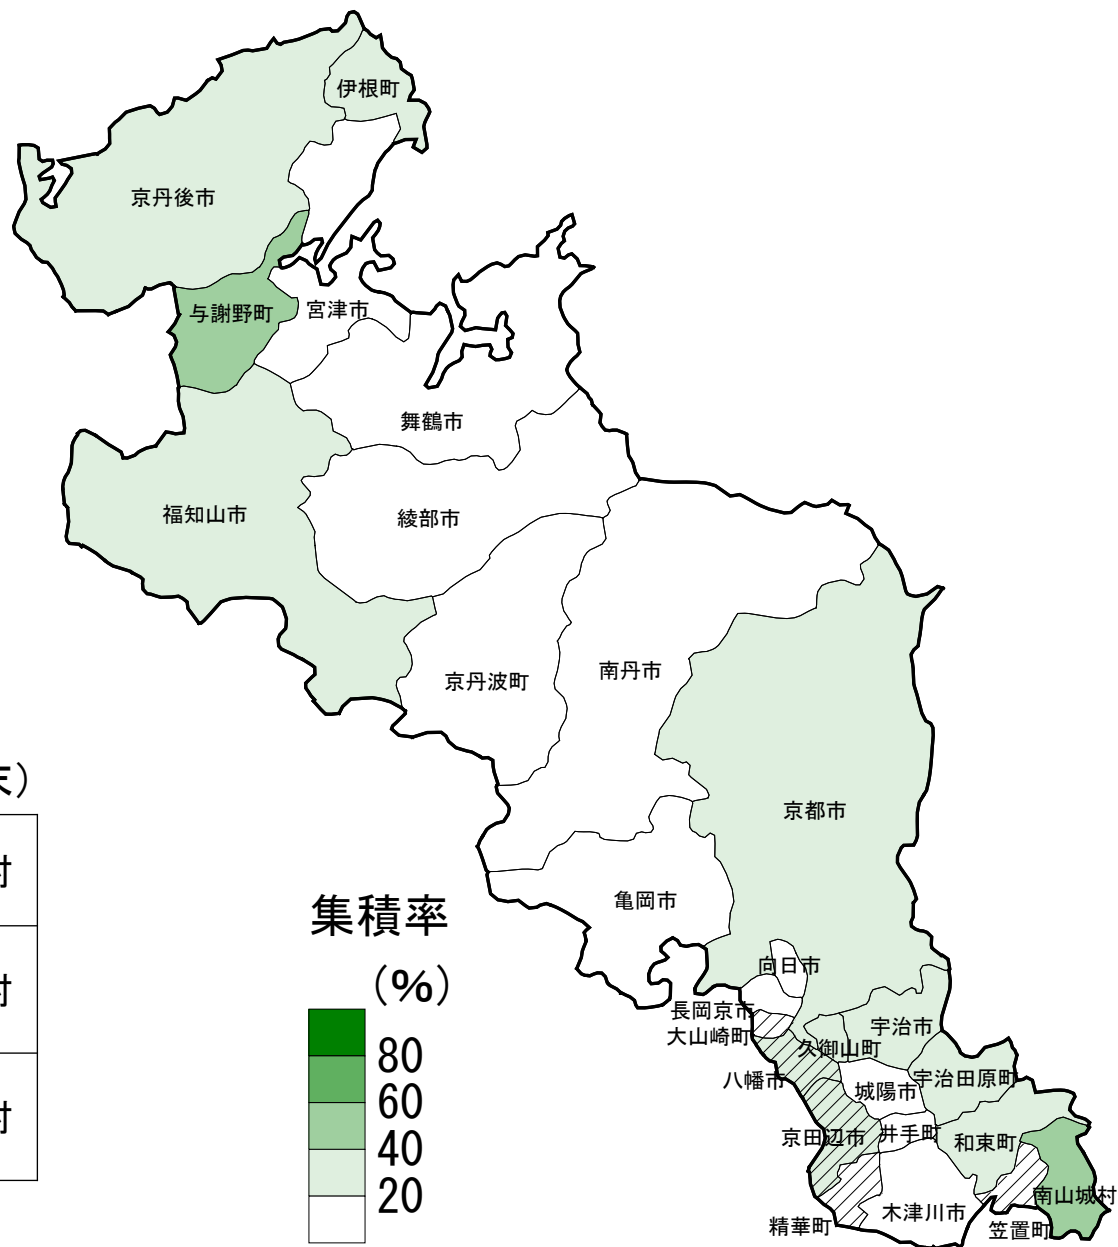 伊根町
京丹後市
与謝野町
宮津市
舞鶴市
福知山市
綾部市
京丹波町
南丹市
京都市
亀岡市
向日市
長岡京市
大山崎町
宇治市
久御山町
八幡市
城陽市
宇治田原町
京田辺市
井手町
和束町
南山城村
精華町
木津川市
笠置町
末）
村
村
村
集積率
（%）
80
60
40
20